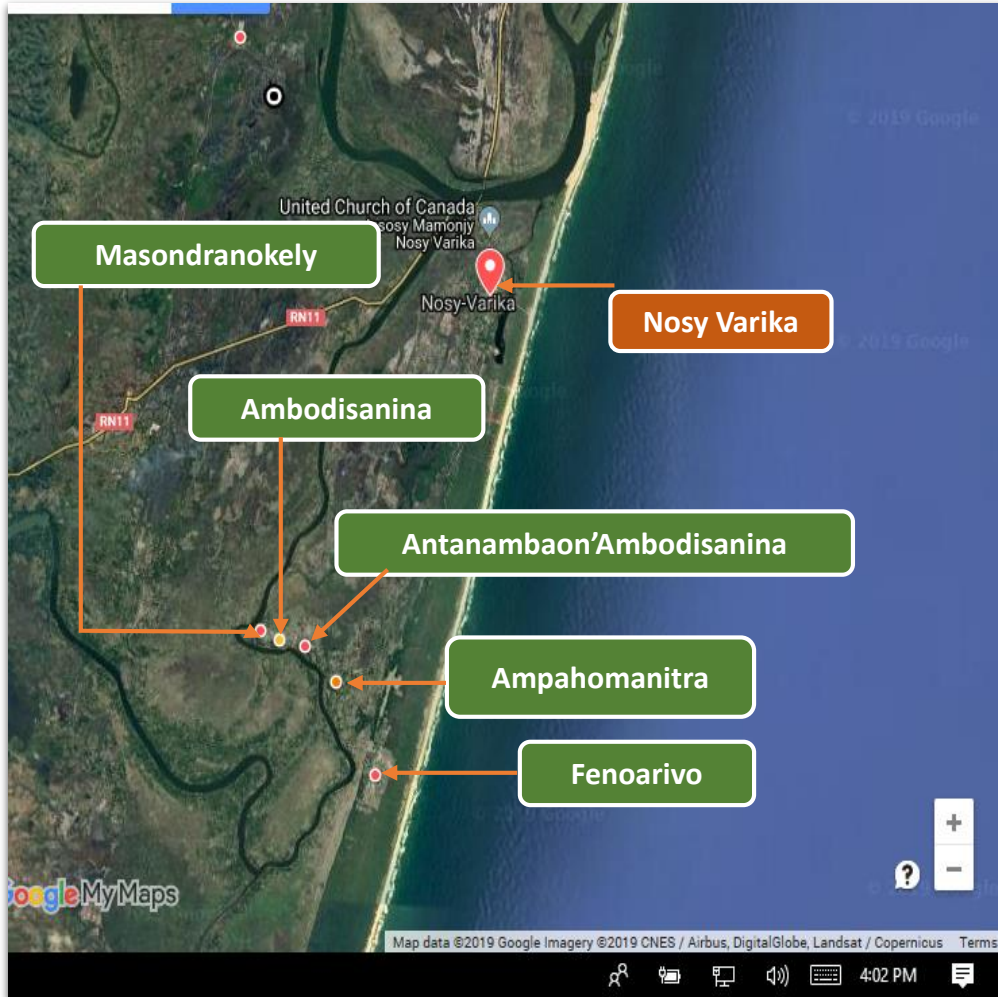 © 2019 Google
United Church of Canada
sosy Mamonjy
Nosy Varika
Masondranokely
Nosy-Varika
RN11
Nosy Varika
© 2019 Google
Ambodisanina
RN11
Antanambaon’Ambodisanina
Ampahomanitra
Fenoarivo
+
?
−
Google My Maps
Map data ©2019 Google Imagery ©2019 CNES / Airbus, DigitalGlobe, Landsat / Copernicus Terms
4:02 PM